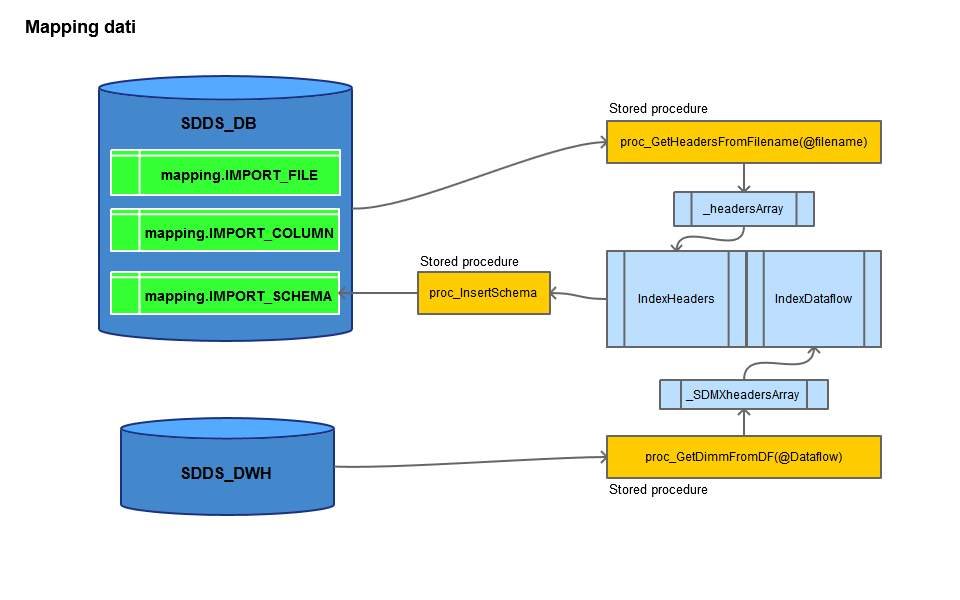 Mapping dati
SDDS_DB
mapping.IMPORT_FILE
mapping.IMPORT_COLUMN
mapping.IMPORT_SCHEMA
Stored procedure
proc_GetHeadersFromFilename(@filename)
_headersArray
Stored procedure
proc_InsertSchema
IndexHeaders
IndexDataflow
_SDMXheadersArray
SDDS_DWH
proc_GetDimmFromDF(@Dataflow)
Stored procedure